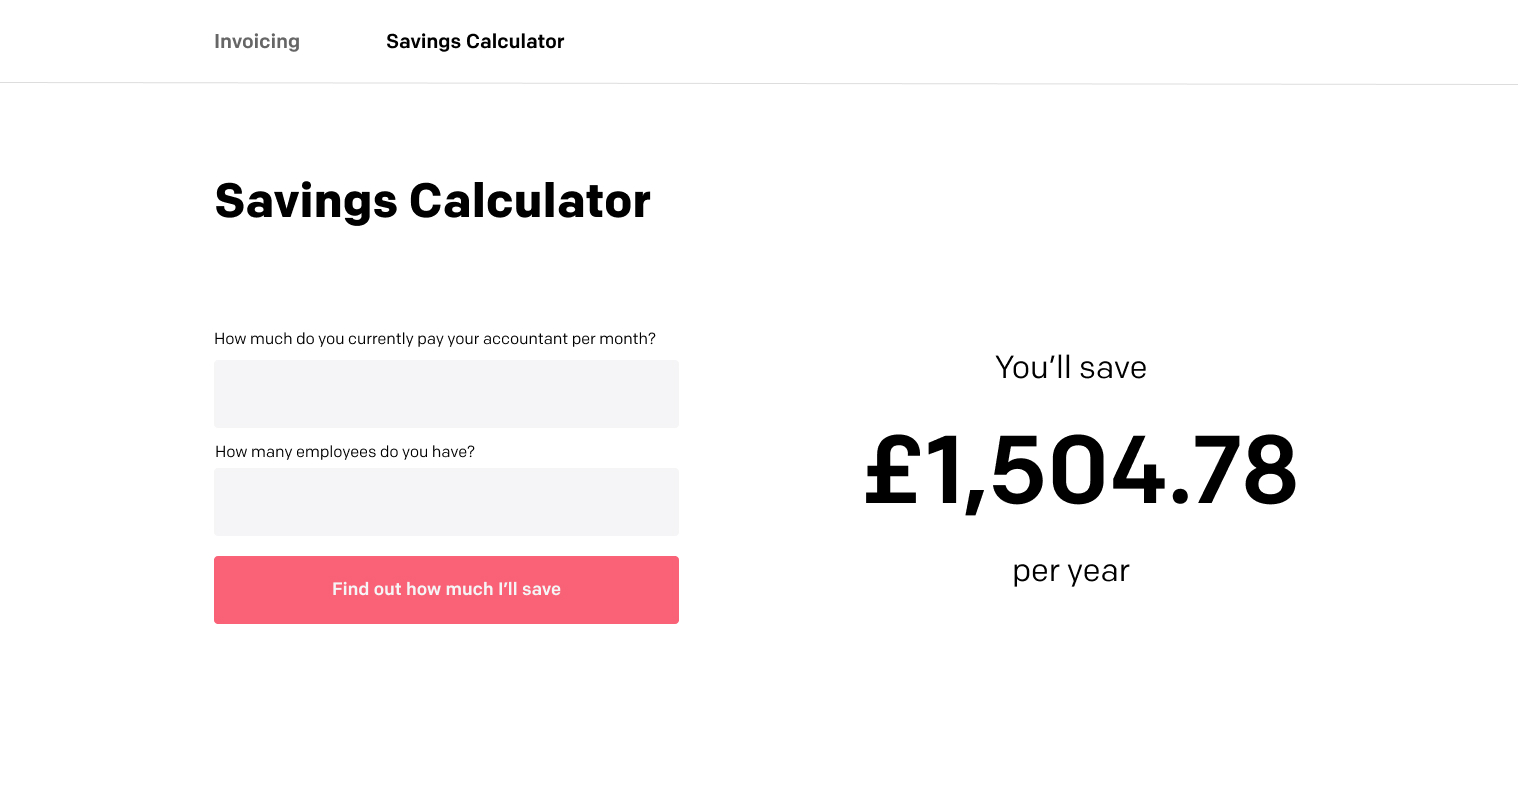 Invoicing
Savings Calculator
Savings Calculator
How much do you currently pay your accountant per month?
How many employees do you have?
Find out how much I’ll save
You’ll save
£1,504.78
per year